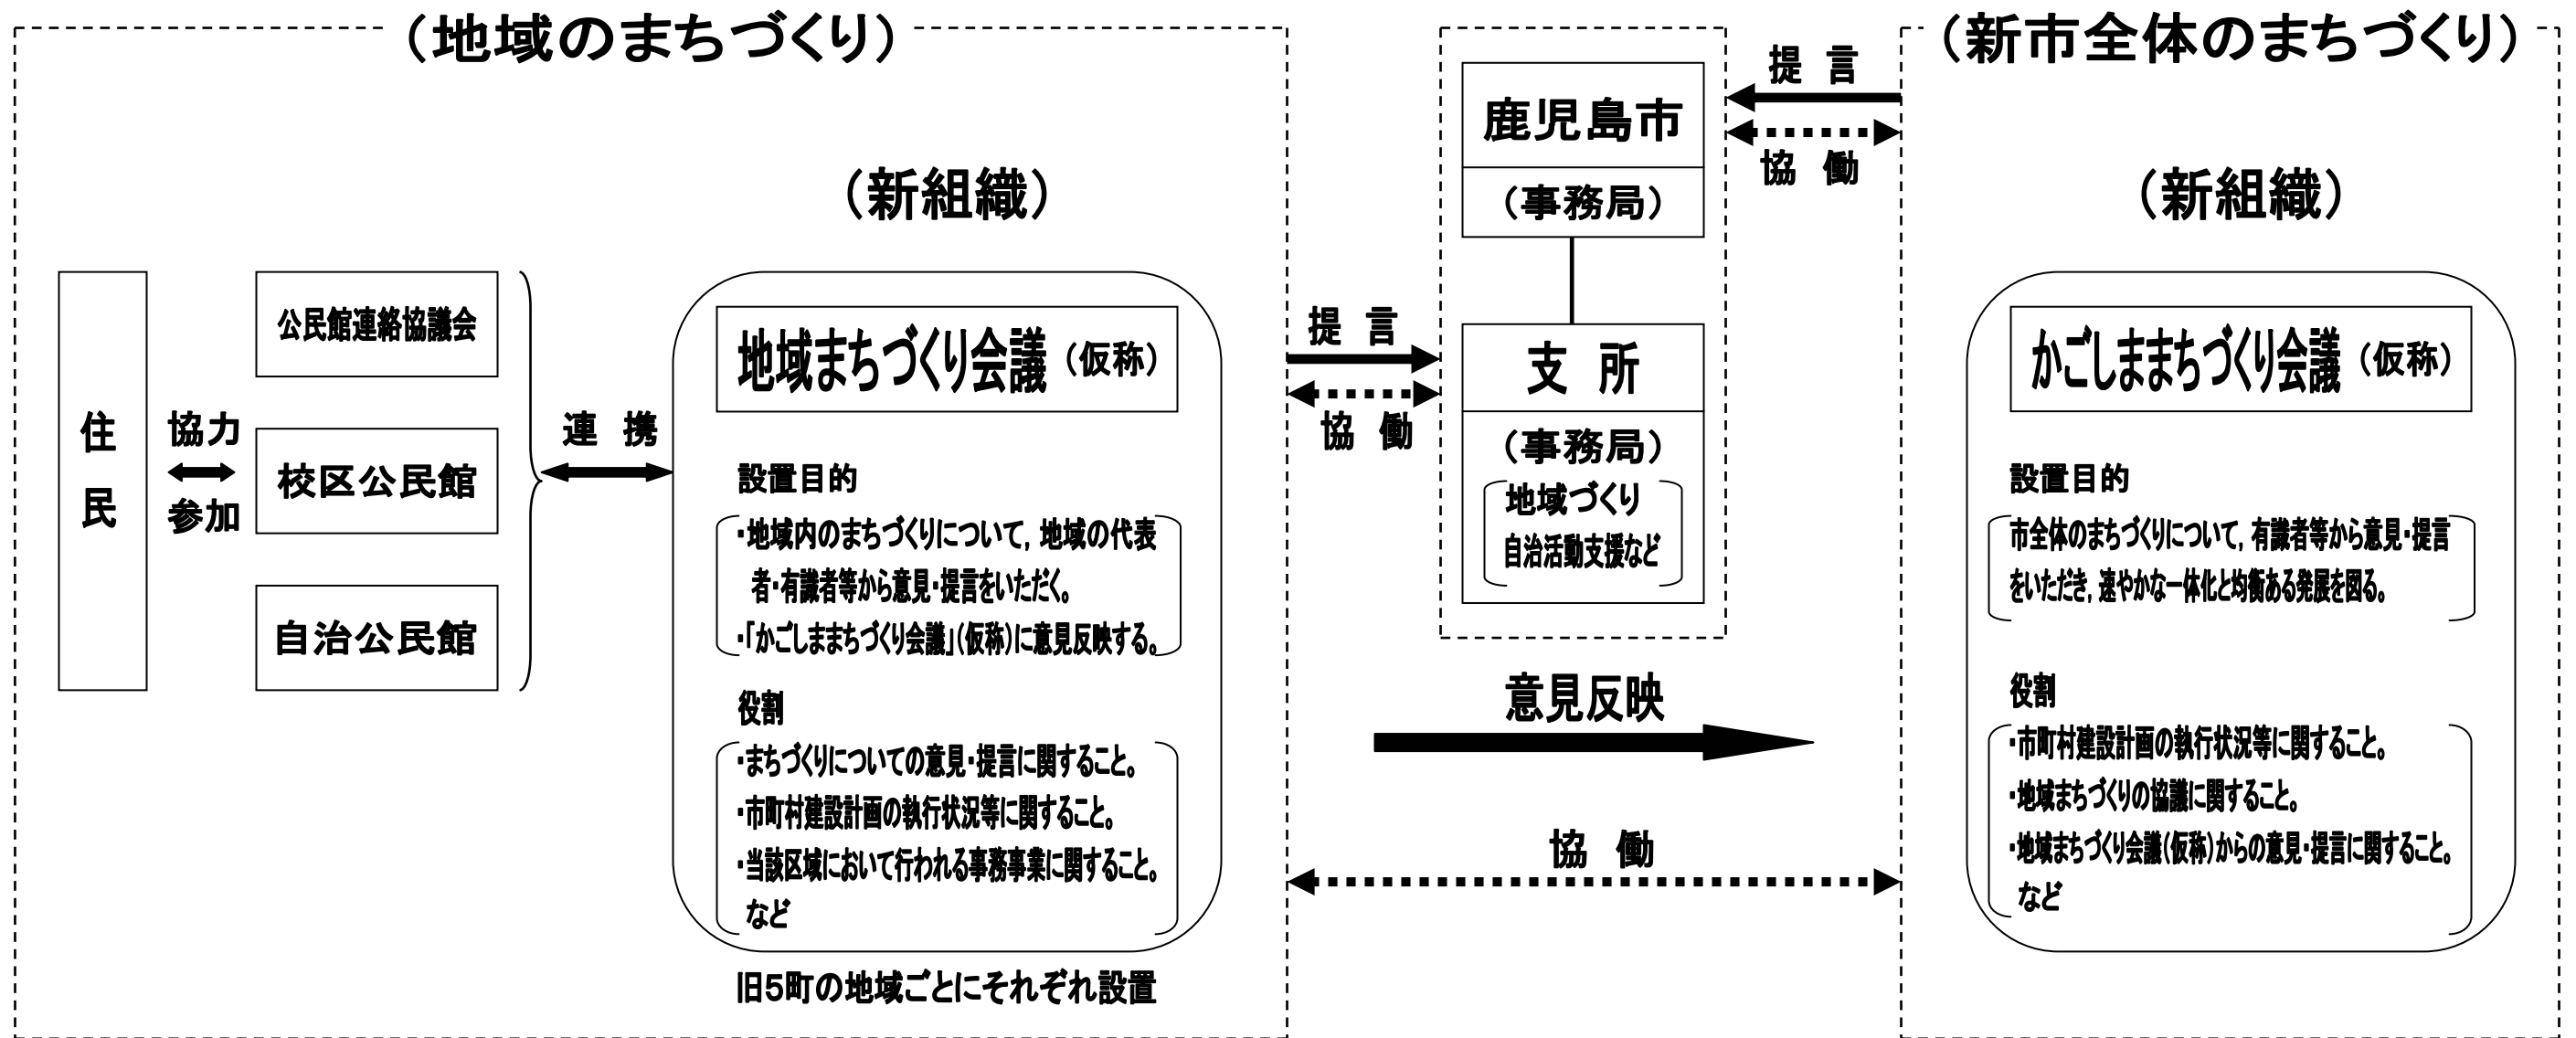 （地域のまちづくり）
（新組織）
住
民
協力
参加
公民館連絡協議会
校区公民館
自治公民館
連 携
地域まちづくり会議（仮称）
設置目的
・地域内のまちづくりについて，地域の代表
者・有識者等から意見・提言をいただく。
・「かごしままちづくり会議」（仮称）に意見反映する。
役割
・まちづくりについての意見・提言に関すること。
・市町村建設計画の執行状況等に関すること。
・当該区域において行われる事務事業に関すること。
など
旧５町の地域ごとにそれぞれ設置
提 言
協 働
鹿児島市
（事務局）
支 所
（事務局）
地域づくり
自治活動支援など
意見反映
協 働
提 言
協 働
（新市全体のまちづくり）
（新組織）
かごしままちづくり会議（仮称）
設置目的
市全体のまちづくりについて，有識者等から意見・提言
をいただき，速やかな一体化と均衡ある発展を図る。
役割
・市町村建設計画の執行状況等に関すること。
・地域まちづくりの協議に関すること。
・地域まちづくり会議（仮称）からの意見・提言に関すること。
など